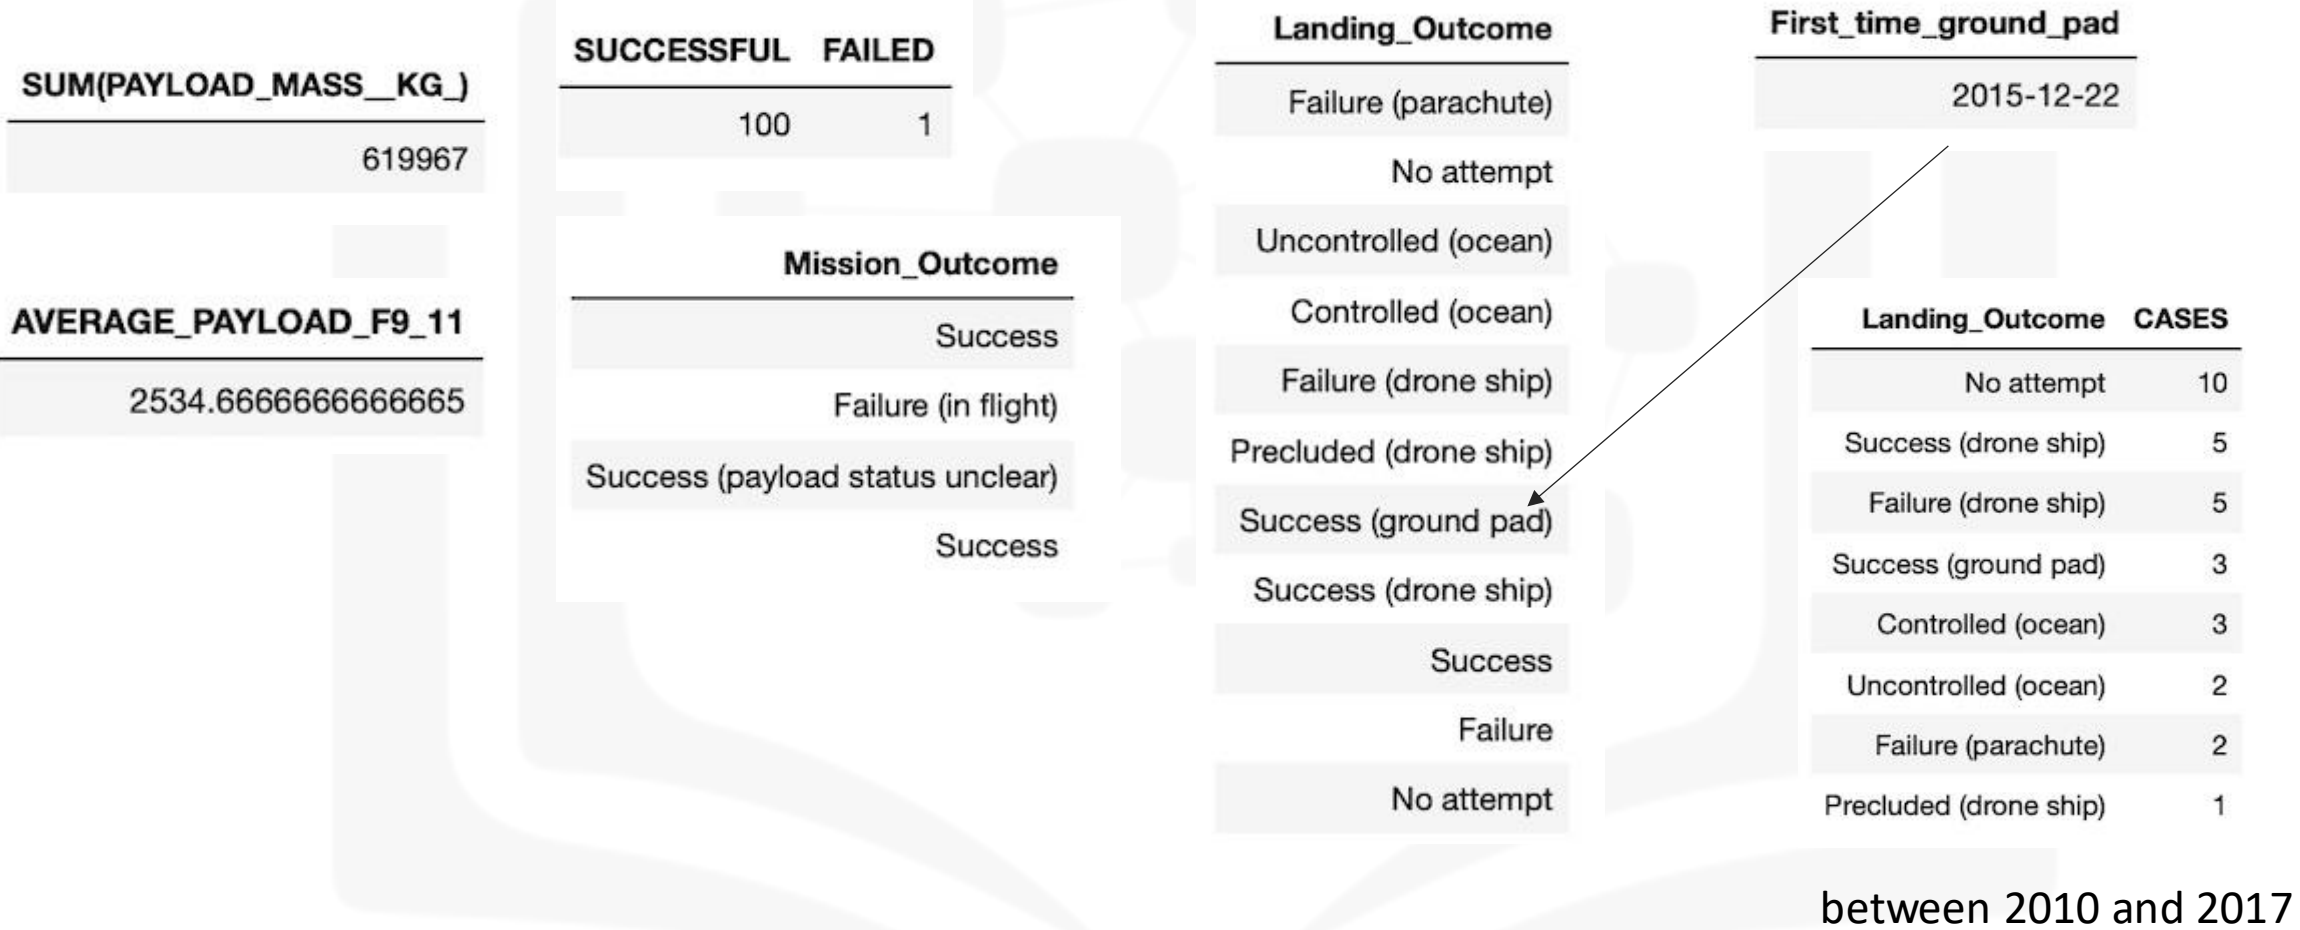 SUM(PAYLOAD_MASS__KG_)
619967
AVERAGE_PAYLOAD_F9_11
2534.6666666666665
SUCCESSFUL FAILED
100 1
Mission_Outcome
Success
Failure (in flight)
Success (payload status unclear)
Success
Landing_Outcome
Failure (parachute)
No attempt
Uncontrolled (ocean)
Controlled (ocean)
Failure (drone ship)
Precluded (drone ship)
Success (ground pad)
Success (drone ship)
Success
Failure
No attempt
First_time_ground_pad
2015-12-22
Landing_Outcome CASES
No attempt 10
Success (drone ship) 5
Failure (drone ship) 5
Success (ground pad) 3
Controlled (ocean) 3
Uncontrolled (ocean) 2
Failure (parachute) 2
Precluded (drone ship) 1
between 2010 and 2017